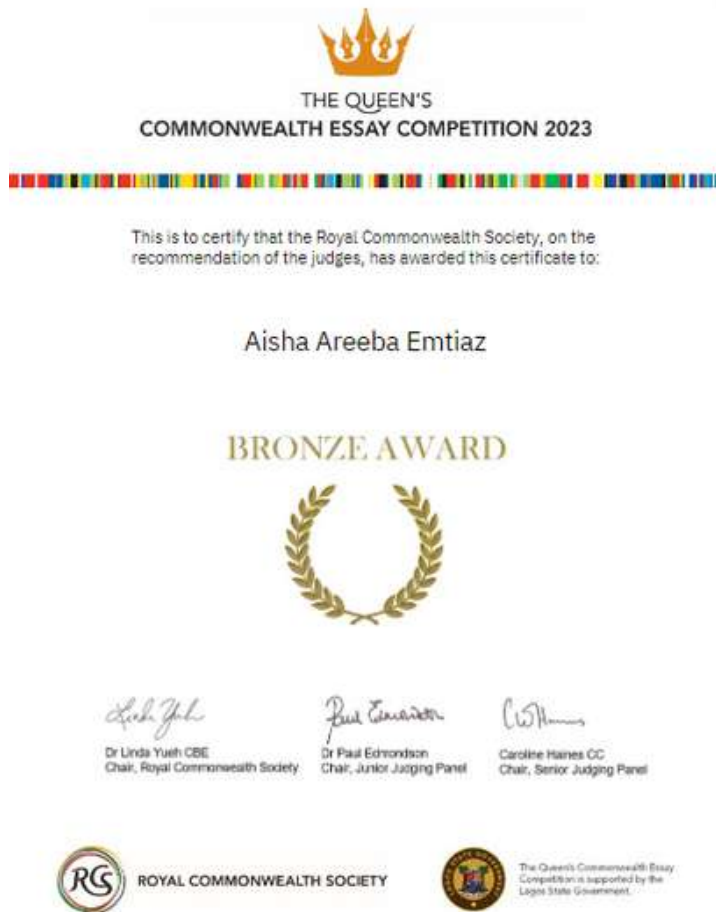 THE QUEEN'S
COMMONWEALTH ESSAY COMPETITION 2023
This is to certify that the Royal Commonwealth Society, on the
recommendation of the judges, has awarded this certificate to:
Aisha Areeba Emtiaz
BRONZE AWARD
Dr Linda Yueh CBE
Chair, Royal Commonwealth Society
Dr Paul Edmondson
Chair, Junior Judging Panel
Caroline Haines CC
Chair, Senior Judging Panel
RCS
ROYAL COMMONWEALTH SOCIETY
The Queen's Commonwealth Essay
Competition is supported by the
Lagos State Government.